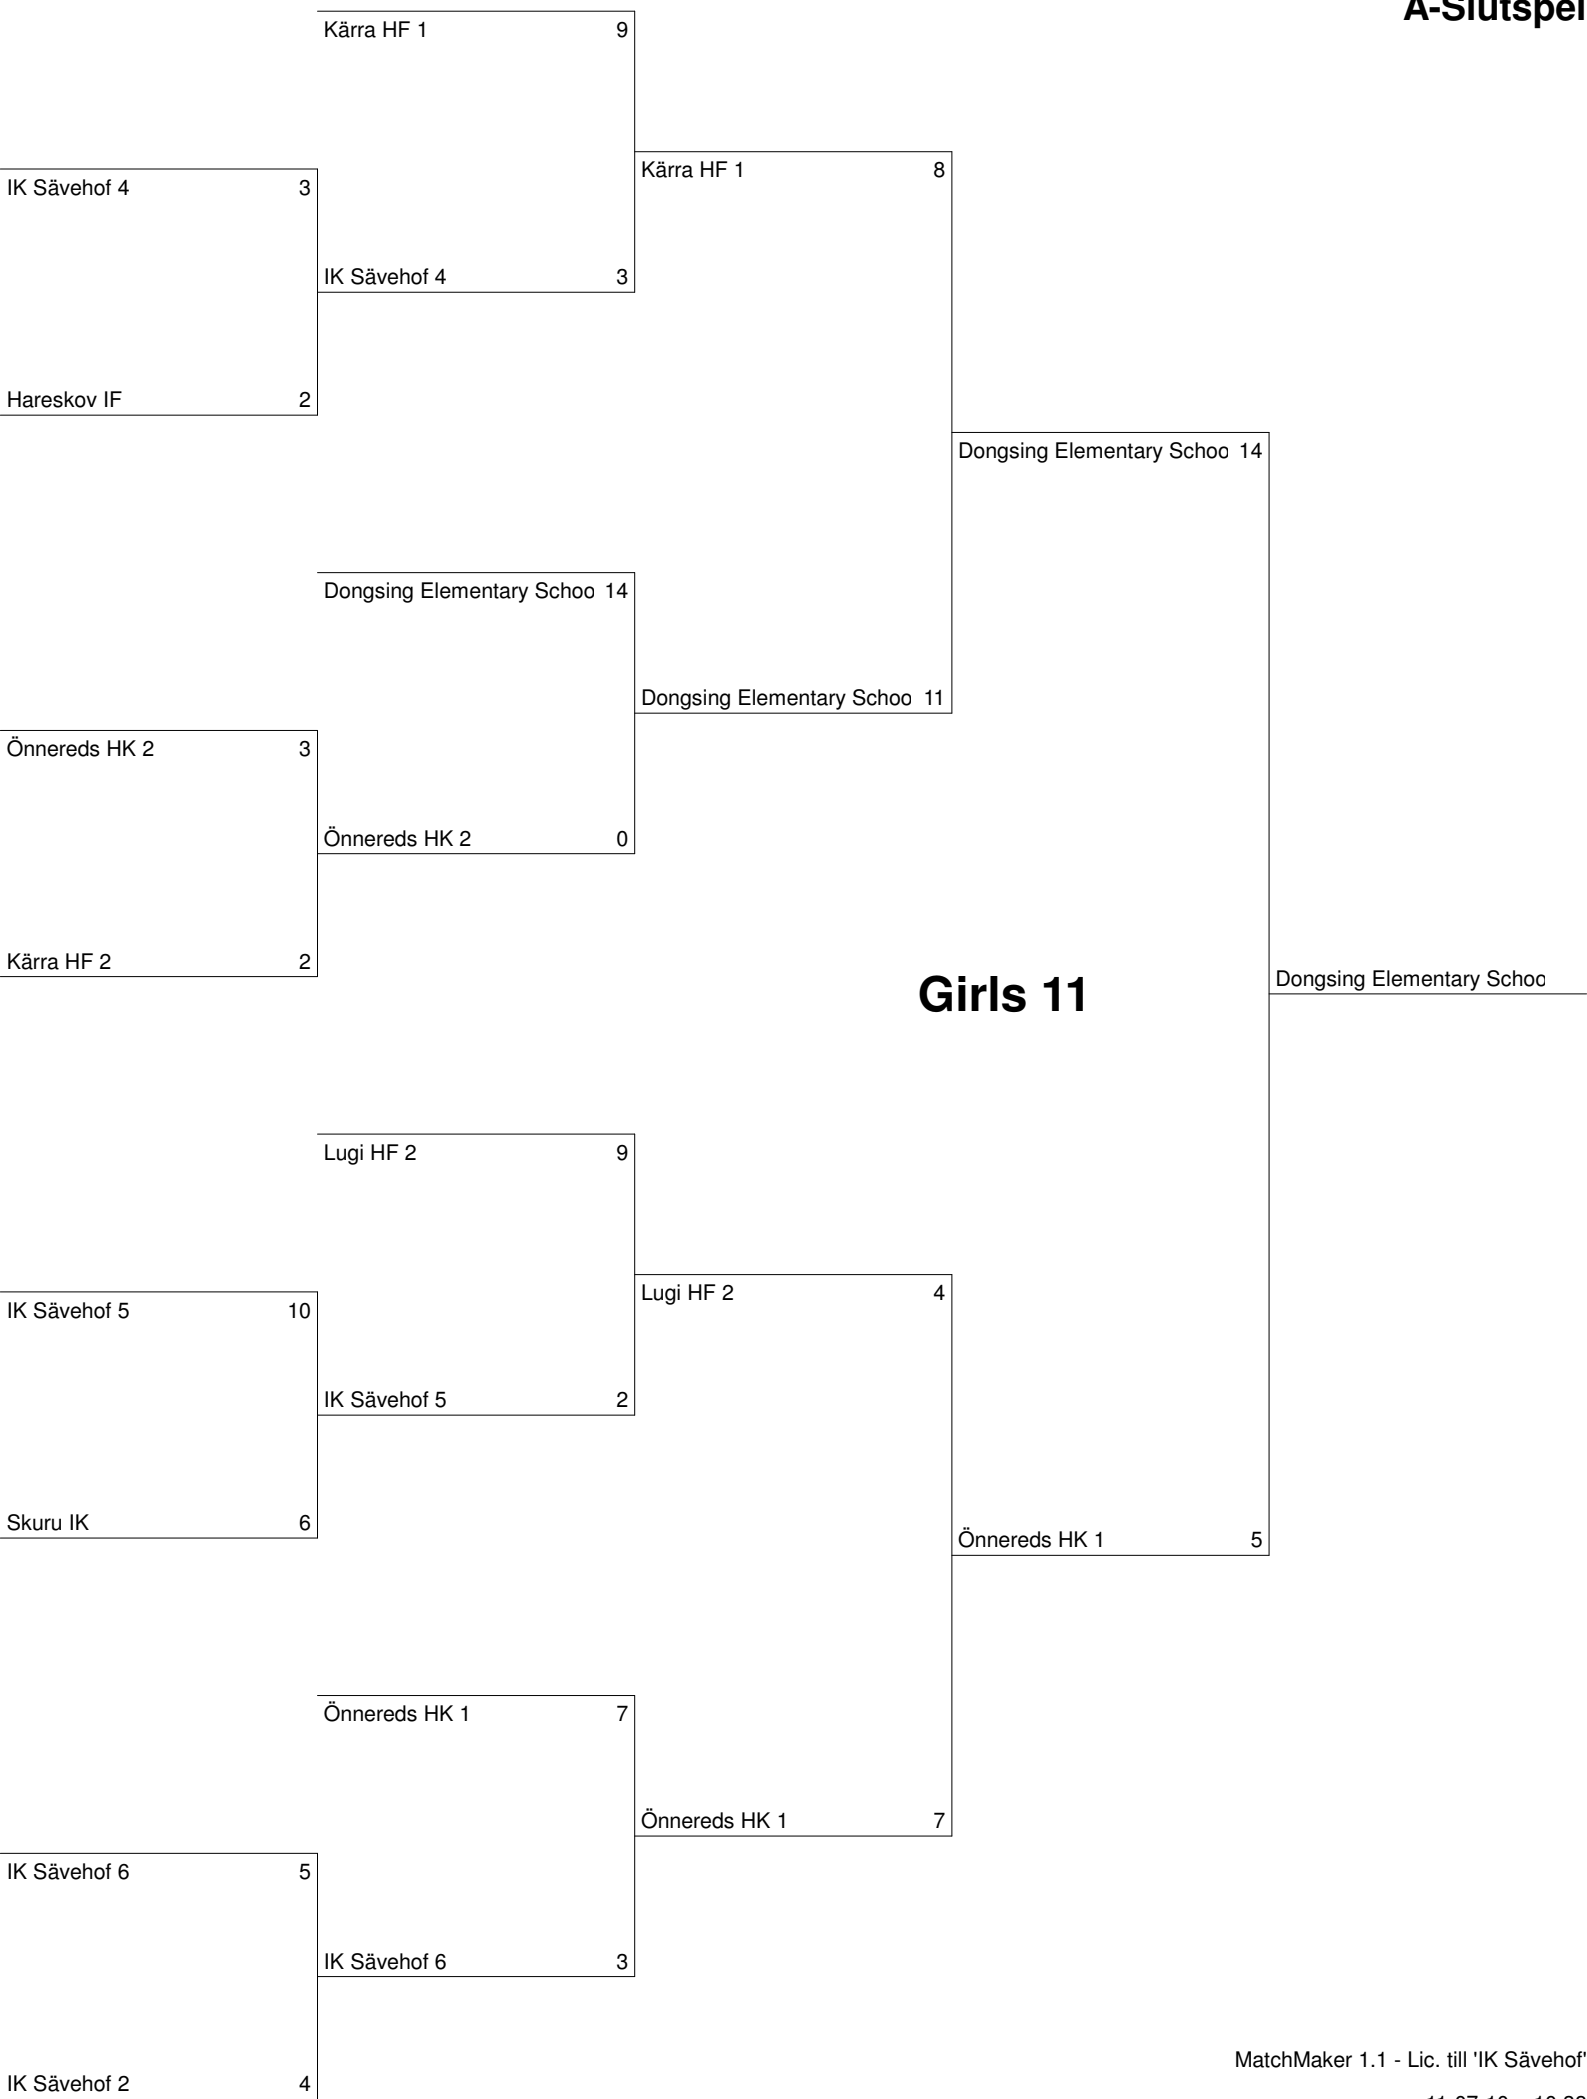 A-Slutspel
Kärra HF 1 9
Kärra HF 1 8
IK Sävehof 4 3
IK Sävehof 4 3
Hareskov IF 2
Dongsing Elementary Schoo 14
Dongsing Elementary Schoo 14
Dongsing Elementary Schoo 11
Önnereds HK 2 3
Önnereds HK 2 0
Kärra HF 2 2
Dongsing Elementary Schoo
Girls 11
Lugi HF 2 9
Lugi HF 2 4
IK Sävehof 5 10
IK Sävehof 5 2
Skuru IK 6
Önnereds HK 1 5
Önnereds HK 1 7
Önnereds HK 1 7
IK Sävehof 6 5
IK Sävehof 6 3
MatchMaker 1.1 - Lic. till 'IK Sävehof'
IK Sävehof 2 4